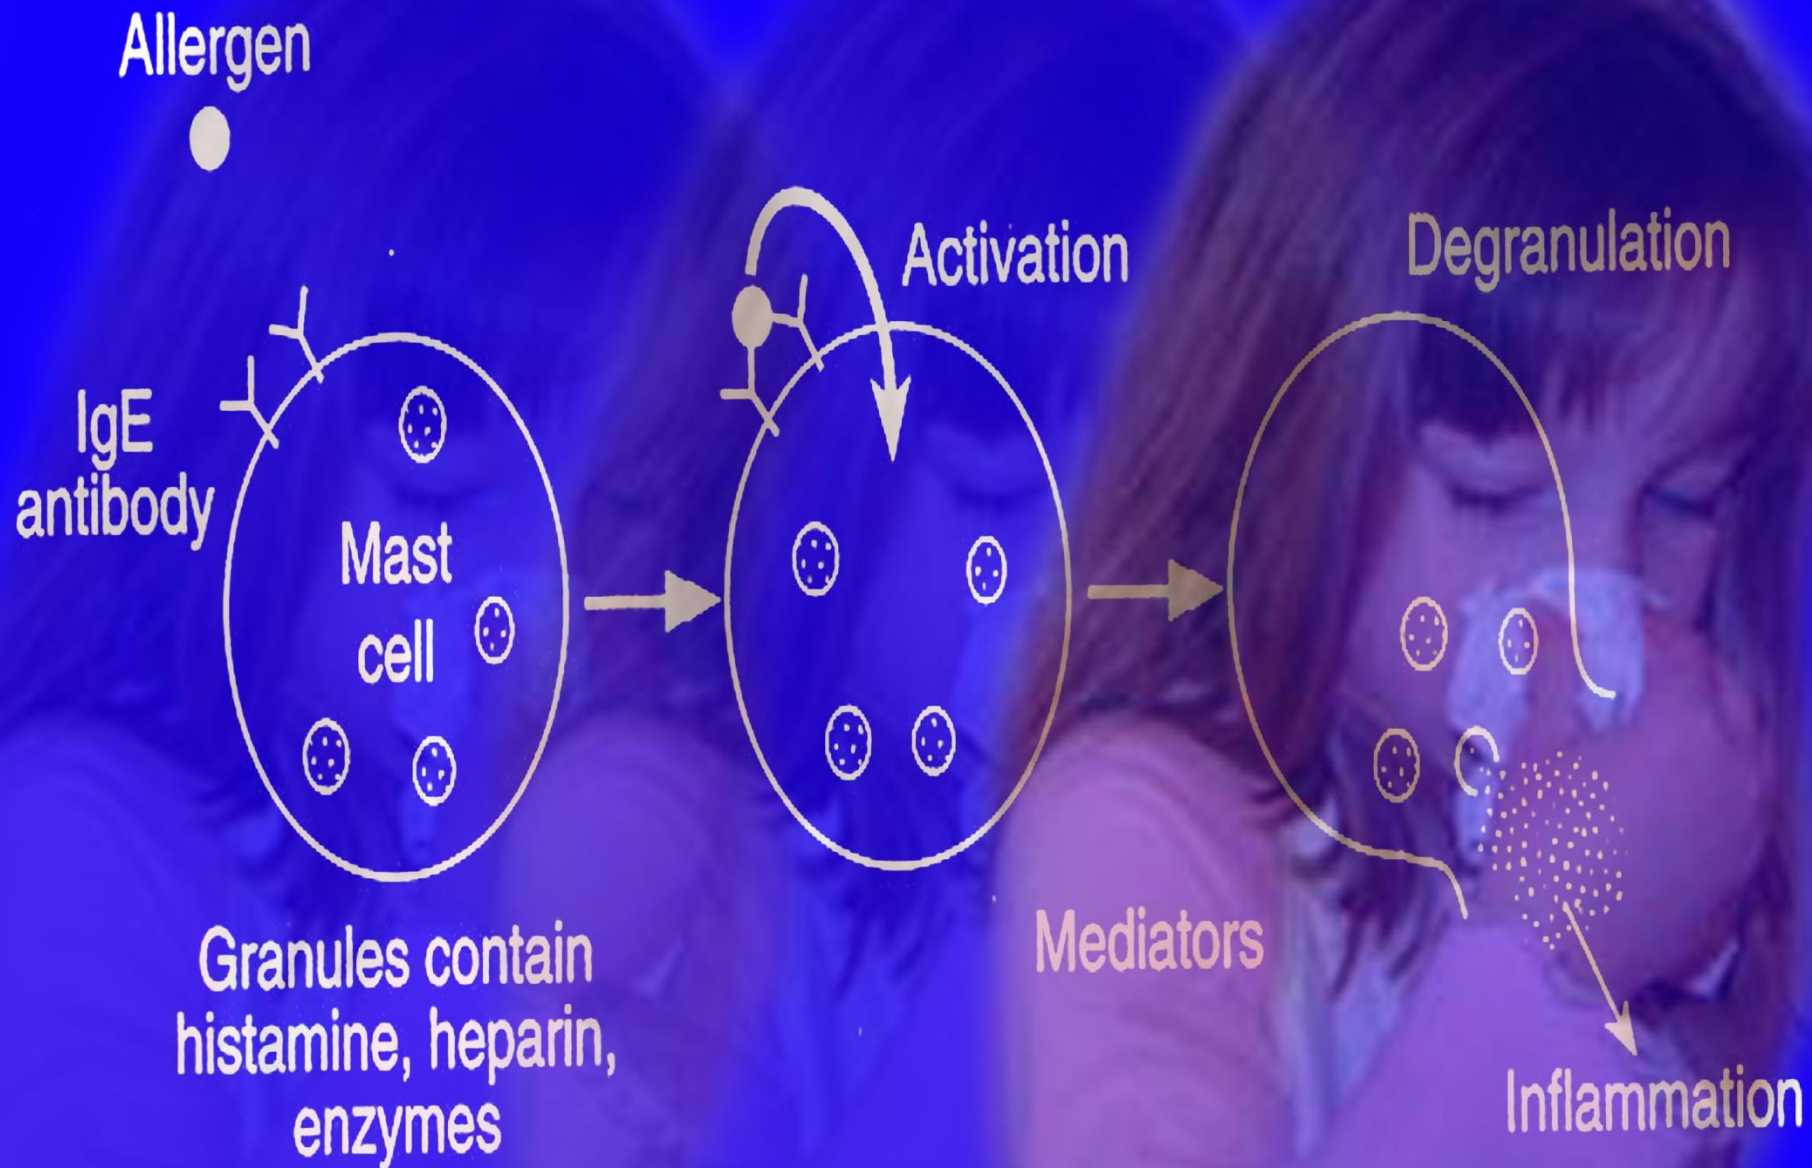 Allergen
IgE
antibody
Mast
cell
Granules contain
histamine, heparin,
enzymes
Activation
Mediators
Degranulation
Inflammation